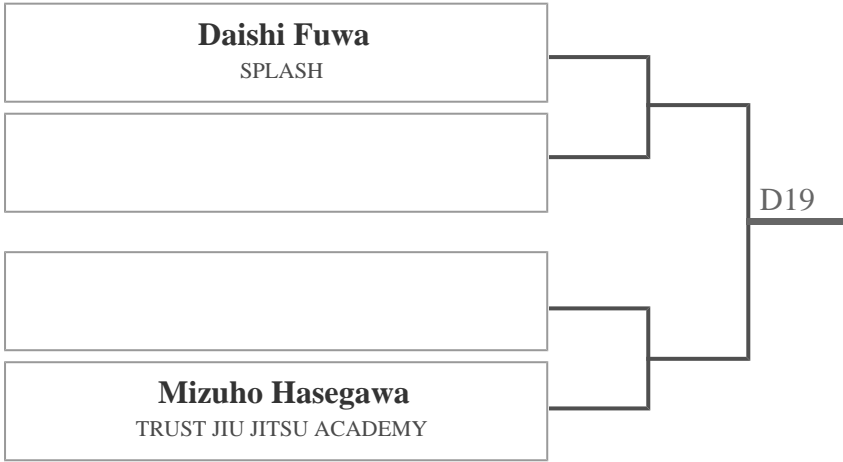 Daishi Fuwa
SPLASH
D19
Mizuho Hasegawa
TRUST JIU JITSU ACADEMY